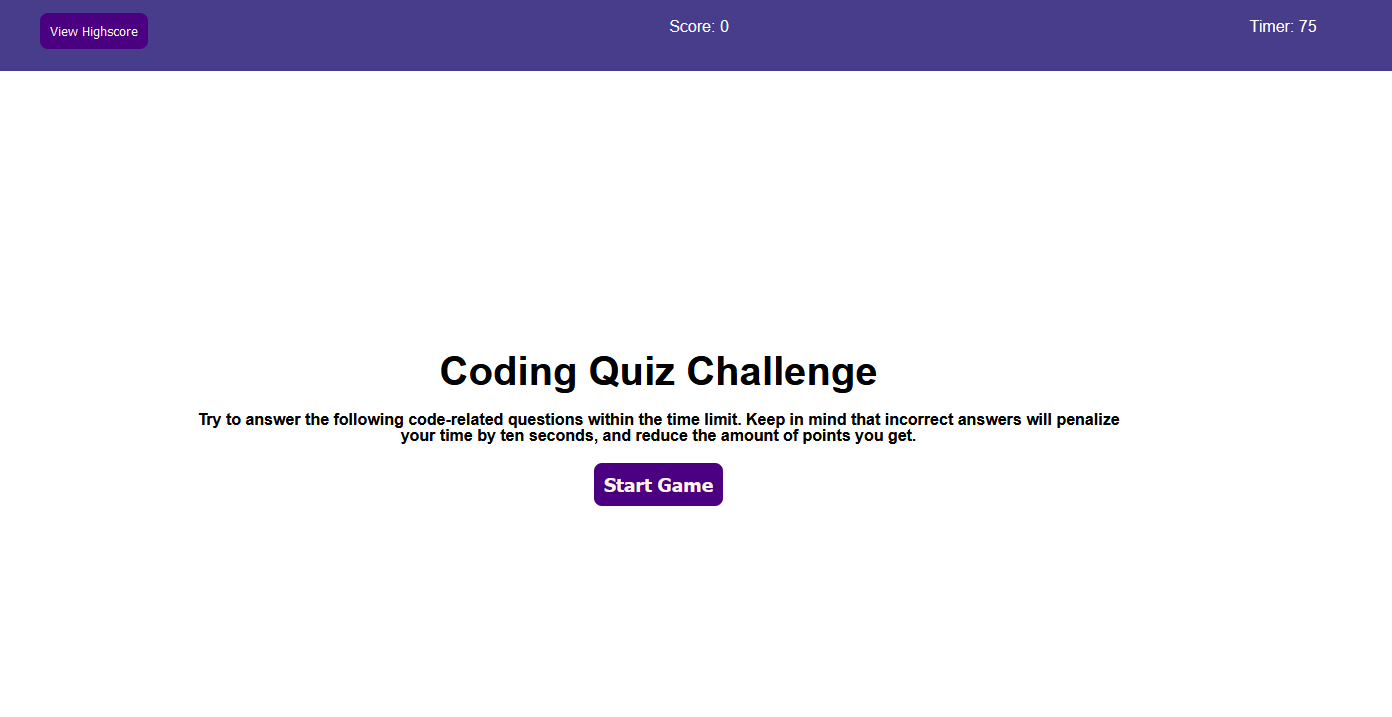 View Highscore
Score: 0
Timer: 75
Coding Quiz Challenge
Try to answer the following code-related questions within the time limit. Keep in mind that incorrect answers will penalize
your time by ten seconds, and reduce the amount of points you get.
Start Game